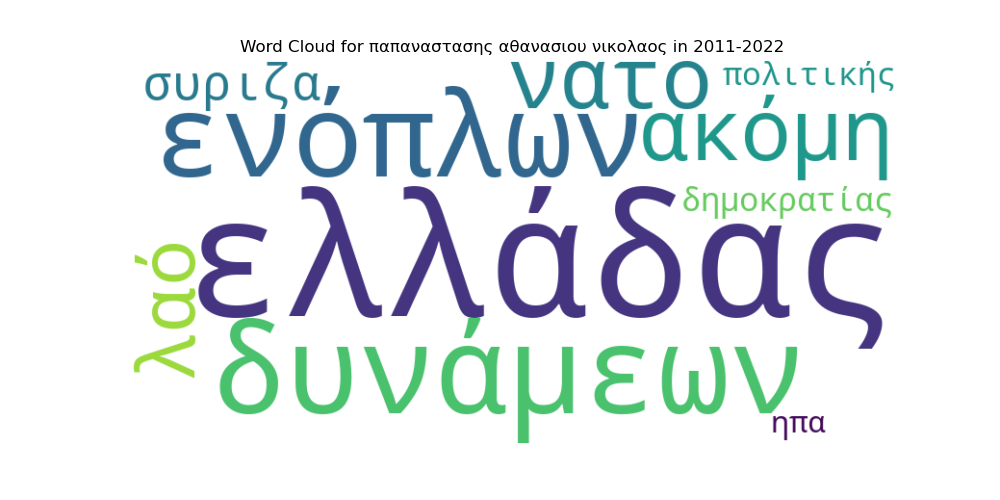 Word Cloud for παπαναστασης αθανασιου νικολαος in 2011-2022
συριζα
νατο
πολιτικής
ενόπλων
ακόμη
δημοκρατίας
ελλάδας
λαό
δυνάμεων
ηπα